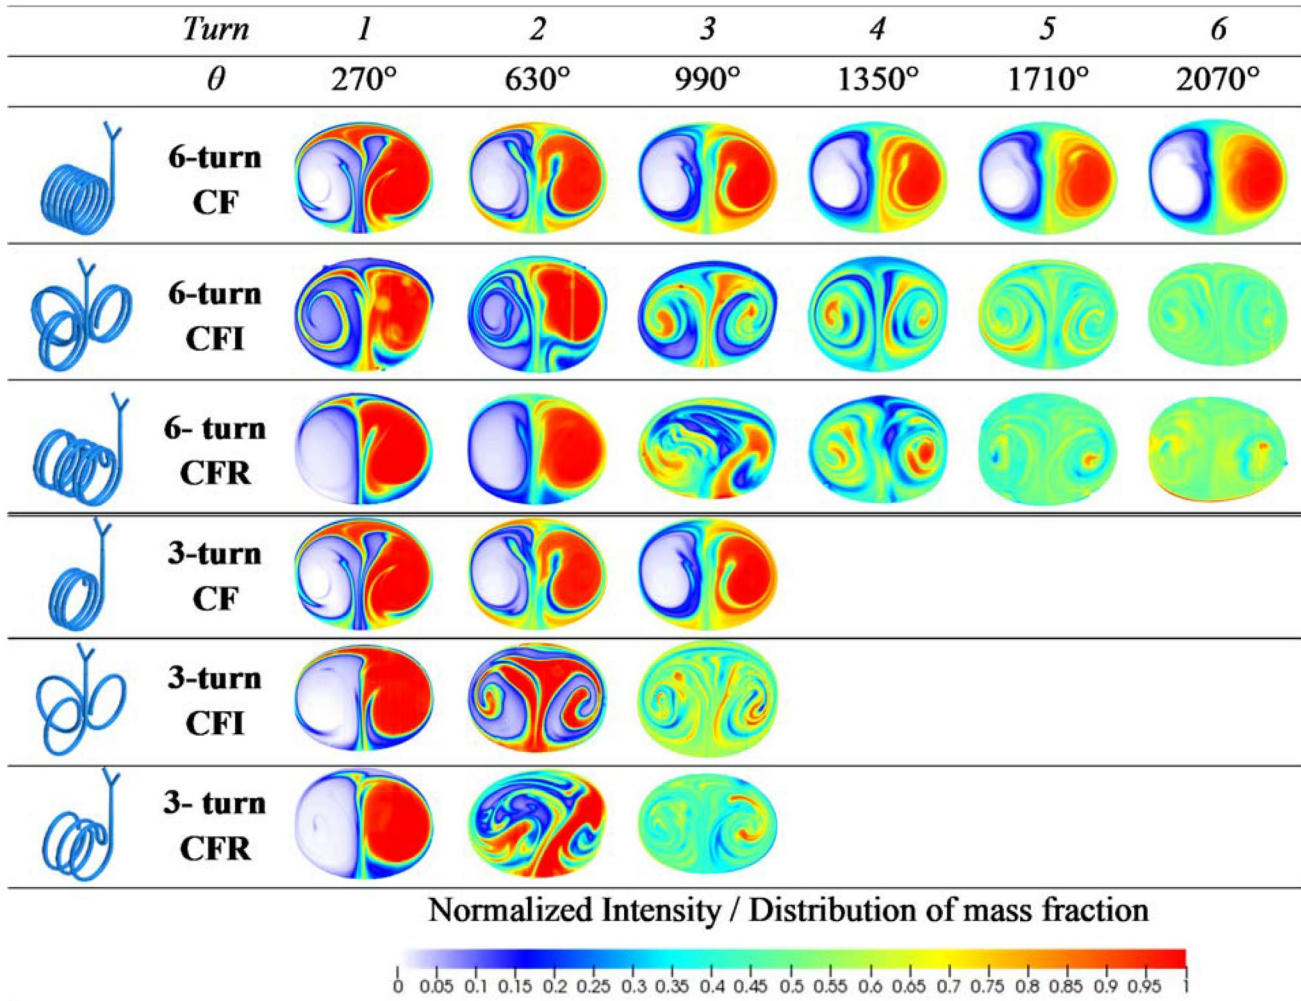 Turn 1 2 3 4 5 6
θ 270° 630° 990° 1350° 1710° 2070°
6-turn
CF
6-turn
CFI
6- turn
CFR
3-turn
CF
3-turn
CFI
3- turn
CFR
Normalized Intensity / Distribution of mass fraction
0 0.05 0.1 0.15 0.2 0.25 0.3 0.35 0.4 0.45 0.5 0.55 0.6 0.65 0.7 0.75 0.8 0.85 0.9 0.95 1